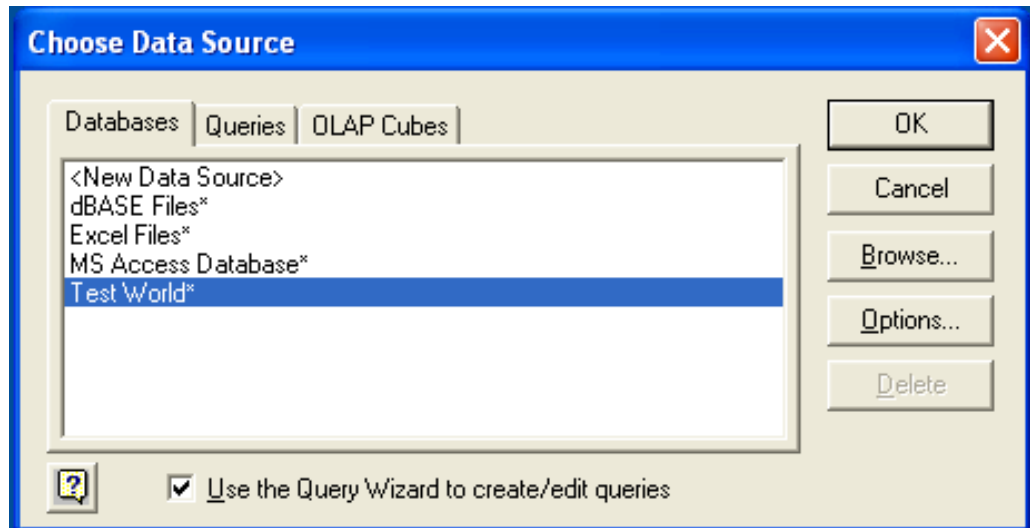 Choose Data Source
Databases Queries OLAP Cubes
<New Data Source>
dBASE Files*
Excel Files*
MS Access Database*
Test World*
OK
Cancel
Browse...
Options...
Delete
Use the Query Wizard to create/edit queries